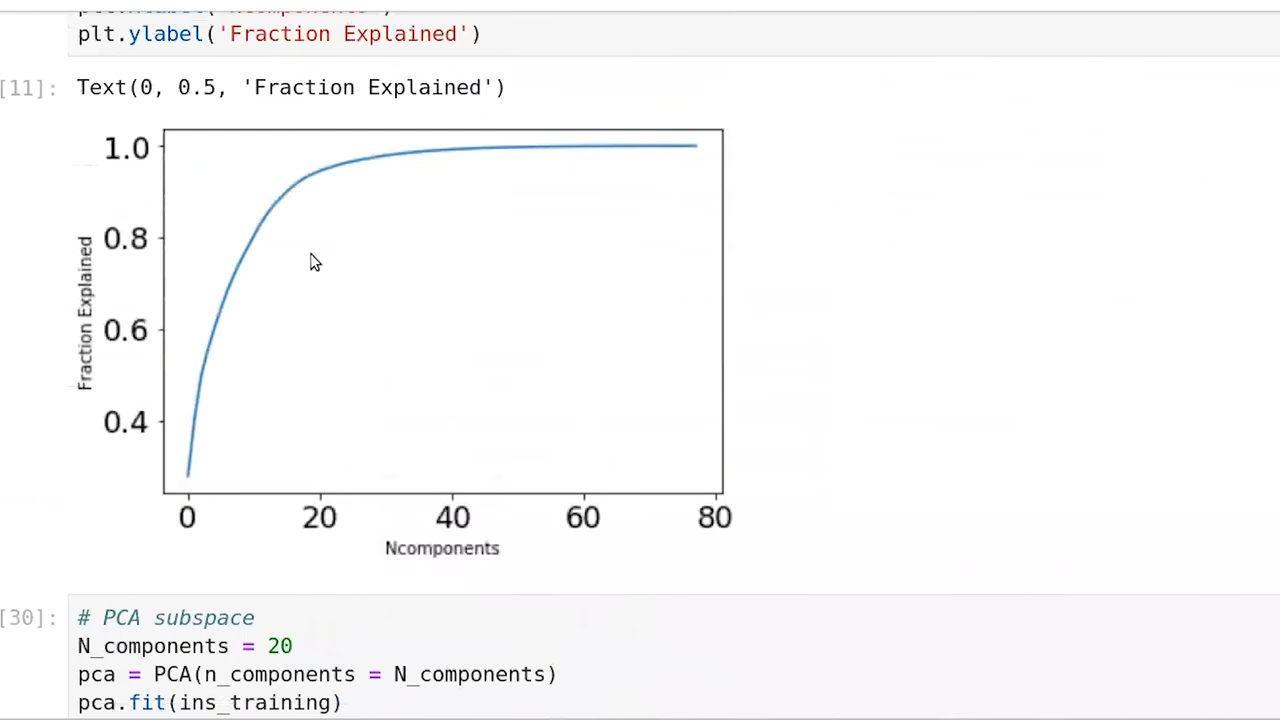 plt.ylabel('Fraction Explained')
[11]:
Text(0, 0.5, 'Fraction Explained')
1.0
0.8
0.6
0.4
Fraction Explained
0 20 40 60 80
Ncomponents
[30]:
# PCA subspace
N_components = 20
pca = PCA(n_components = N_components)
pca.fit(ins_training)